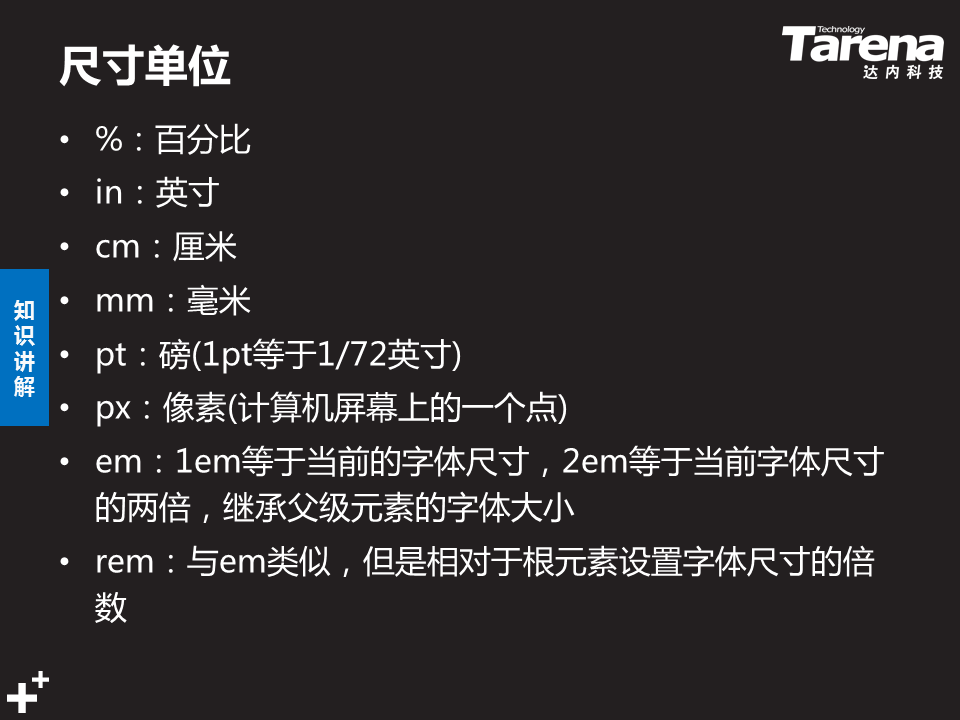 尺寸单位
Technology
Tarena
达内科技
• %：百分比
• in：英寸
• cm：厘米
• mm：毫米
• pt：磅(1pt等于1/72英寸)
• px：像素(计算机屏幕上的一个点)
• em：1em等于当前的字体尺寸，2em等于当前字体尺寸
的两倍，继承父级元素的字体大小
• rem：与em类似，但是相对于根元素设置字体尺寸的倍
数
知
识
讲
解